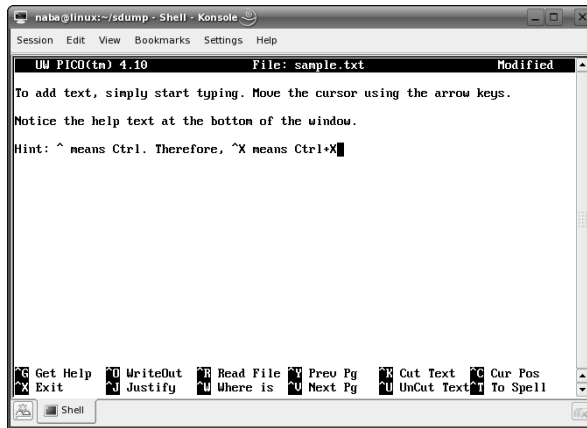 naba@linux:~/sdump - Shell - Konsole
Session Edit View Bookmarks Settings Help
UW PICO(tm) 4.10 File: sample.txt Modified
To add text, simply start typing. Move the cursor using the arrow keys.
Notice the help text at the bottom of the window.
Hint: ^ means Ctrl. Therefore, ^X means Ctrl+X
^G Get Help ^O WriteOut ^R Read File ^Y Prev Pg ^K Cut Text ^C Cur Pos
^X Exit ^J Justify ^W Where is ^V Next Pg ^U UnCut Text ^T To Spell
Shell